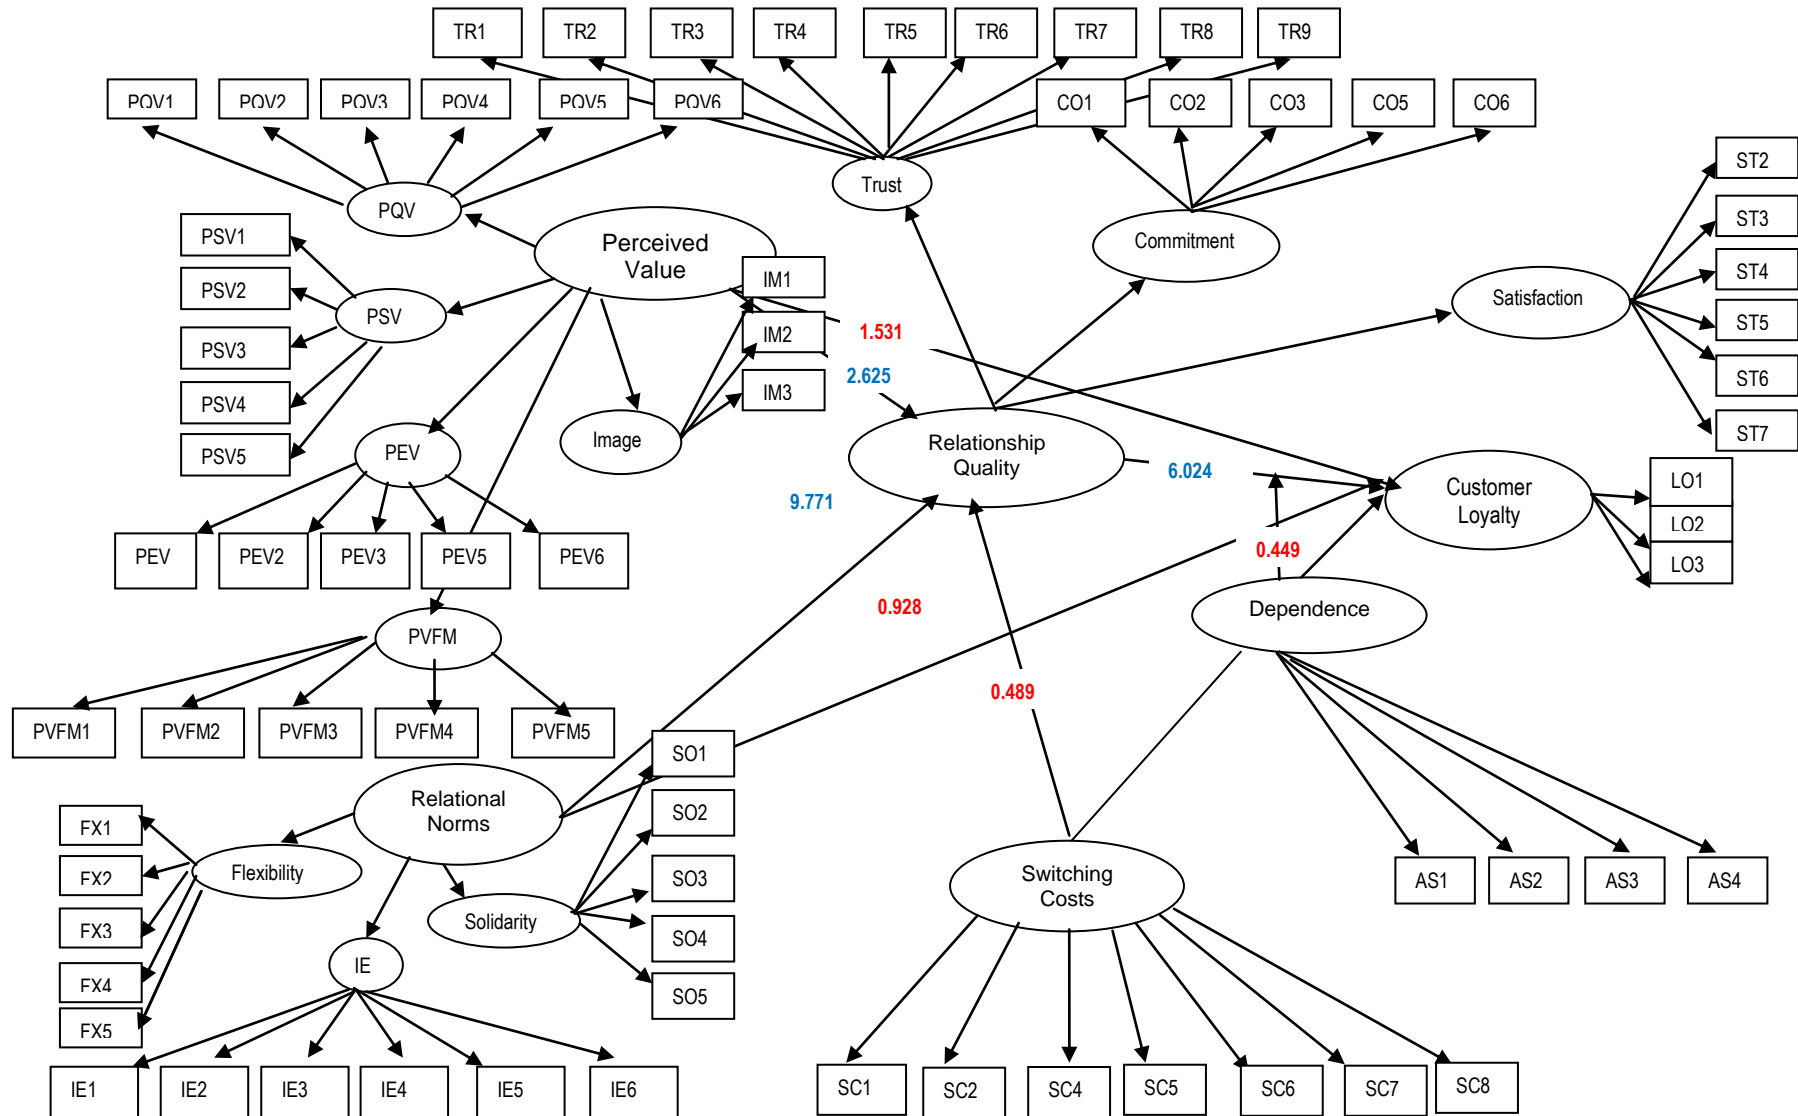 TR1 TR2 TR3 TR4 TR5 TR6 TR7 TR8 TR9
PQV1 PQV2 PQV3 PQV4 PQV5 PQV6 CO1 CO2 CO3 CO5 CO6
ST2
Trust
PQV
ST3
PSV1
Perceived
Value
Commitment
IM1
ST4
PSV2
PSV
Satisfaction
IM2
1.531
ST5
PSV3
2.625
ST6
IM3
PSV4
Image
Relationship
Quality
ST7
PSV5
PEV
6.024
LO1
9.771
Customer
Loyalty
LO2
PEV PEV2 PEV3 PEV5 PEV6
0.449
LO3
0.928
Dependence
PVFM
0.489
PVFM1 PVFM2 PVFM3 PVFM4 PVFM5
SO1
Relational
Norms
SO2
FX1
FX2
Flexibility
SO3
Switching
Costs
AS1 AS2 AS3 AS4
Solidarity
FX3
SO4
IE
FX4
SO5
FX5
IE1 IE2 IE3 IE4 IE5 IE6
SC1 SC2 SC4 SC5 SC6 SC7 SC8